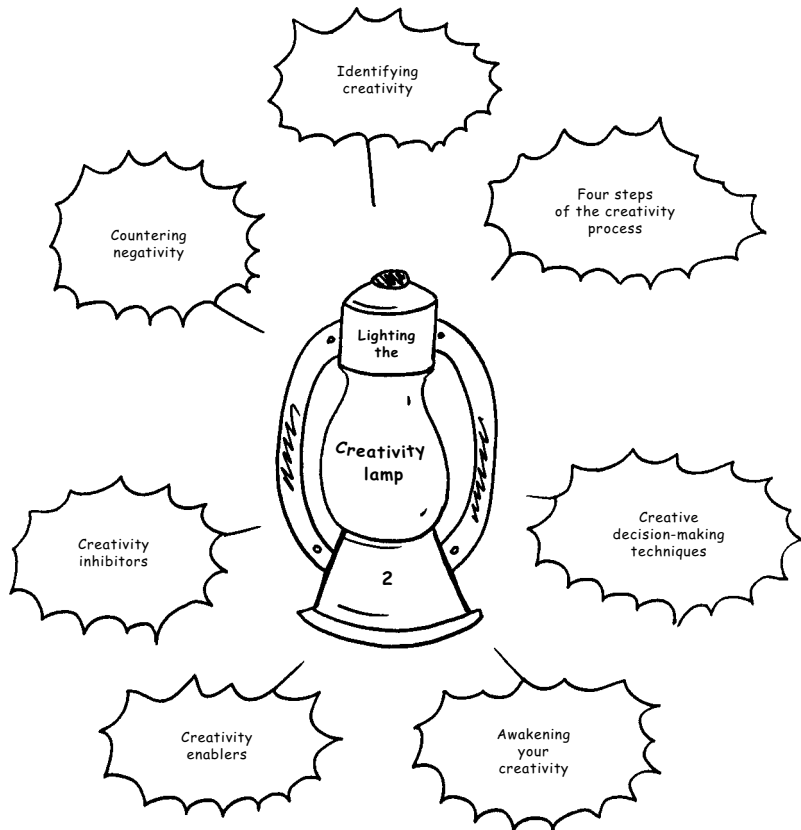 Identifying
creativity
Four steps
of the creativity
process
Countering
negativity
Lighting
the
Creativity
lamp
2
Creative
decision-making
techniques
Creativity
inhibitors
Creativity
enablers
Awakening
your
creativity